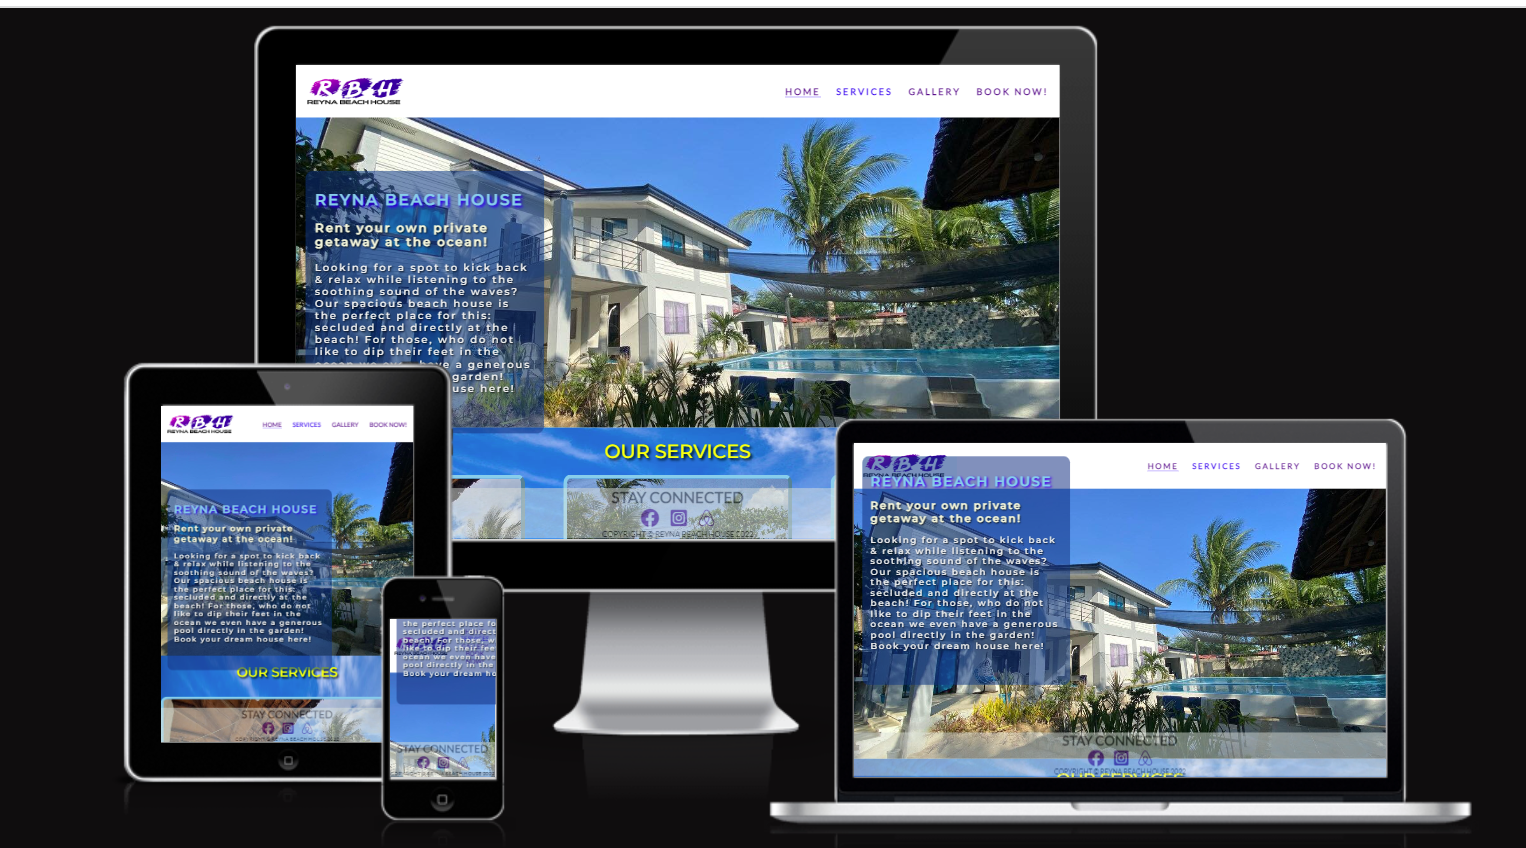 RBH
REYNA BEACH HOUSE
HOME SERVICES GALLERY BOOK NOW!
REYNA BEACH HOUSE
Rent your own private
getaway at the ocean!
Looking for a spot to kick back
& relax while listening to the
soothing sound of the waves?
Our spacious beach house is
the perfect place for this:
secluded and directly at the
beach! For those, who do not
like to dip their feet in the
a generous
garden!
use here!
OUR SERVICES
STAY CONNECTED
COPYRIGHT © REYNA BEACH HOUSE 2022
RBH
REYNA BEACH HOUSE
HOME SERVICES GALLERY BOOK NOW!
REYNA BEACH HOUSE
Rent your own private
getaway at the ocean!
Looking for a spot to kick back
& relax while listening to the
soothing sound of the waves?
Our spacious beach house is
the perfect place for this:
secluded and directly at the
beach! For those, who do not
like to dip their feet in the
ocean we even have a generous
pool directly in the garden!
Book your dream house here!
OUR SERVICES
STAY CONNECTED
COPYRIGHT © REYNA BEACH HOUSE 2022
the perfect place fo
secluded and direct
beach! For those, w
like to dip their fee
ocean we even have
pool directly in the
Book your dream ho
STAY CONNECTED
COPYRIGHT © REYNA BEACH HOUSE 2022
RBH
REYNA BEACH HOUSE
HOME SERVICES GALLERY BOOK NOW!
REYNA BEACH HOUSE
Rent your own private
getaway at the ocean!
Looking for a spot to kick back
& relax while listening to the
soothing sound of the waves?
Our spacious beach house is
the perfect place for this:
secluded and directly at the
beach! For those, who do not
like to dip their feet in the
ocean we even have a generous
pool directly in the garden!
Book your dream house here!
STAY CONNECTED
COPYRIGHT © REYNA BEACH HOUSE 2022
OUR SERVICES